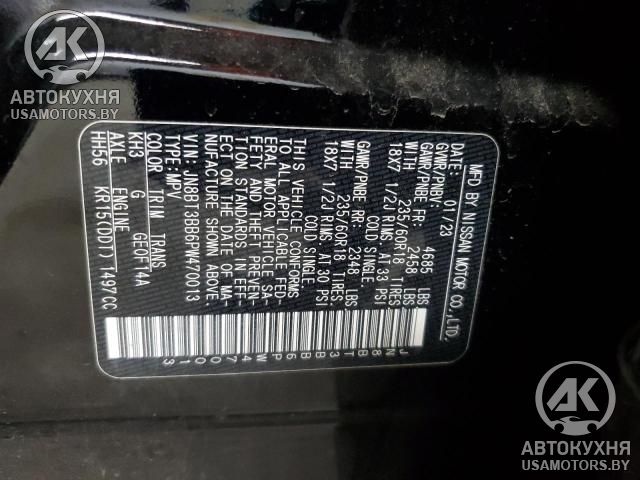 MFD BY NISSAN MOTOR CO.,LTD.
DATE: 01/23
GVWR/PNBV: 4685 LBS
GAWR/PNBE FR: 2458 LBS
WITH 235/60R18 TIRES,
18X7 1/2J RIMS AT 33 PSI
COLD SINGLE.
GAWR/PNBE RR: 2348 LBS
WITH 235/60R18 TIRES,
18X7 1/2J RIMS AT 30 PSI
COLD SINGLE.
THIS VEHICLE CONFORMS
TO ALL APPLICABLE FED-
ERAL MOTOR VEHICLE SA-
FETY AND THEFT PREVEN-
TION STANDARDS IN EFF-
ECT ON THE DATE OF MA-
NUFACTURE SHOWN ABOVE.
VIN: JN8BT3BB6PW470013
TYPE: MPV
COLOR TRIM TRANS
KH3 G GE0F14A
AXLE ENGINE
HH56 KR15(DDT) 1497CC
JN8BT3BB6PW470013
AK
АВТОКУХНЯ
USAMOTORS.BY
AK
АВТОКУХНЯ
USAMOTORS.BY